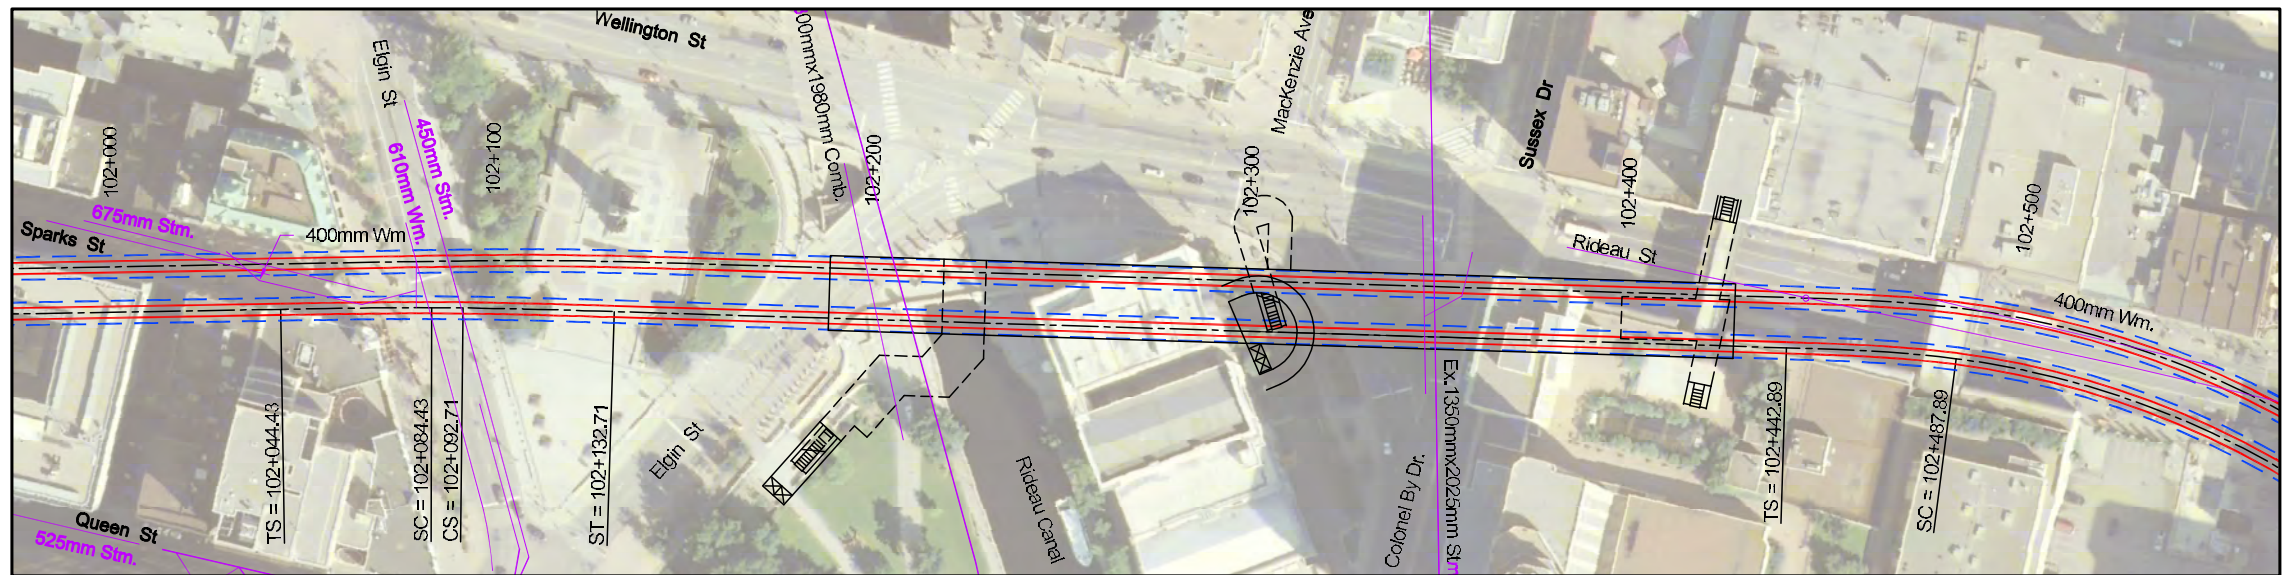 Wellington St
Elgin St
MacKenzie Ave
Sussex Dr
102+000
450mm Stm.
610mm Wm.
102+100
00mmx1980mm Comb.
102+200
102+300
102+400
102+500
675mm Stm.
Sparks St
400mm Wm
Rideau St
400mm Wm.
TS = 102+044.43
SC = 102+084.43
CS = 102+092.71
ST = 102+132.71
Elgin St
Rideau Canal
Colonel By Dr.
Ex.1350mmx2025mm Stm
TS = 102+442.89
SC = 102+487.89
Queen St
525mm Stm.